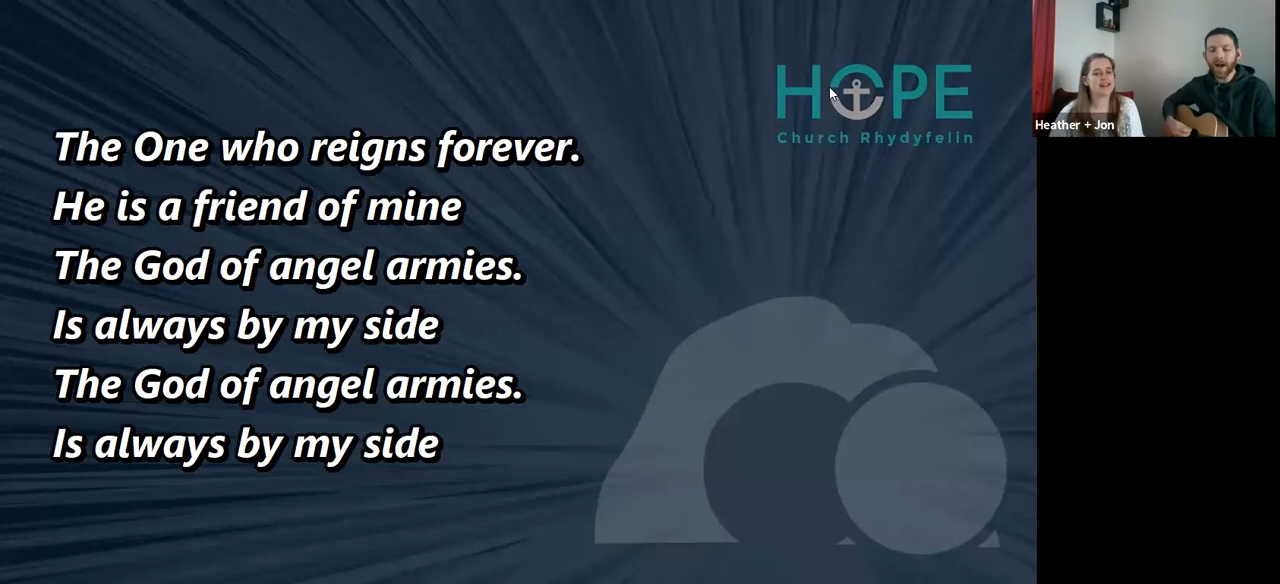 HOPE
Church Rhydyfelin
Heather + Jon
The One who reigns forever.
He is a friend of mine
The God of angel armies.
Is always by my side
The God of angel armies.
Is always by my side